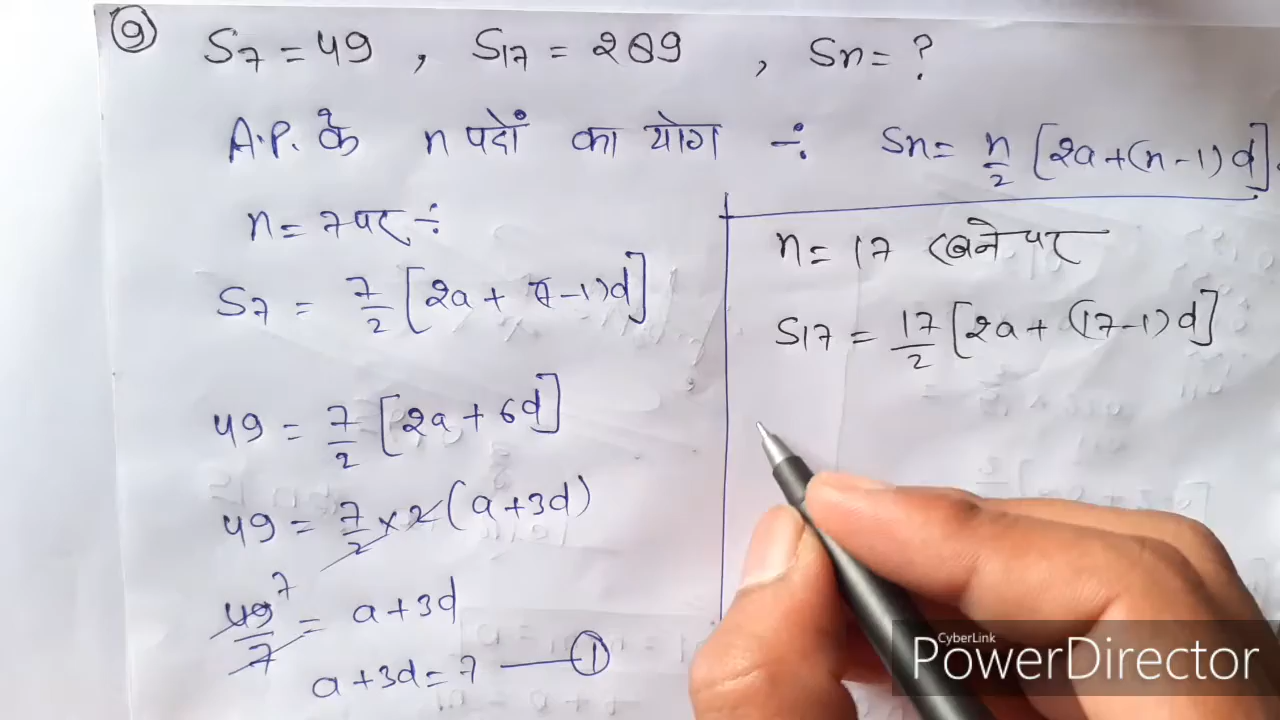 9 S7 = 49 , S17 = 289 , Sn = ?
A.P. के n पदों का योग ÷ Sn = n/2 [2a+(n-1)d].
n = 7 पर ÷
S7 = 7/2 [2a + 7-1)d]
49 = 7/2 [2a + 6d]
49 = 7/2 × 2 (a+3d)
49/7 7 = a+3d
a+3d = 7 — 1
n = 17 रखने पर
S17 = 17/2 [2a + (17-1)d]
CyberLink
PowerDirector